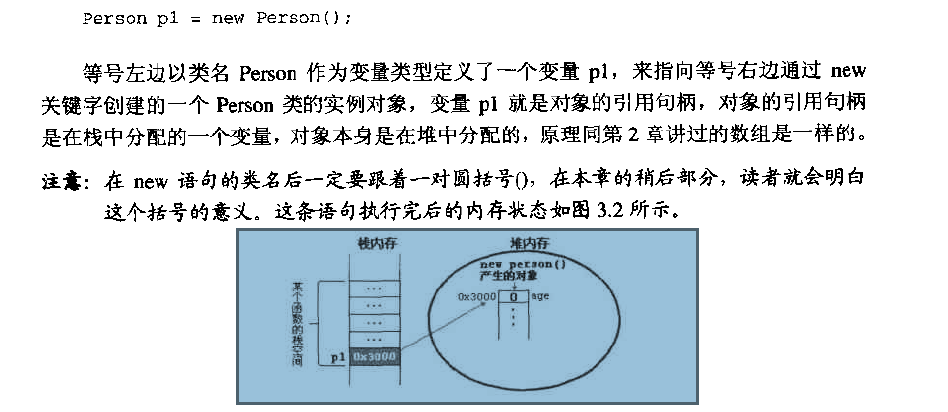 Person p1 = new Person();
等号左边以类名 Person 作为变量类型定义了一个变量 p1，来指向等号右边通过 new
关键字创建的一个 Person 类的实例对象，变量 p1 就是对象的引用句柄，对象的引用句柄
是在栈中分配的一个变量，对象本身是在堆中分配的，原理同第 2 章讲过的数组是一样的。
注意：在 new 语句的类名后一定要跟着一对圆括号()，在本章的稍后部分，读者就会明白
这个括号的意义。这条语句执行完后的内存状态如图 3.2 所示。
栈内存
堆内存
new person()
产生的对象
0x3000 0 age
某个函数的栈空间
...
...
...
...
p1 0x3000